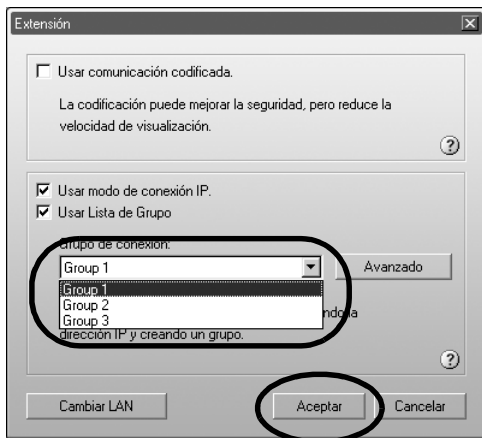 Extensión
Usar comunicación codificada.
La codificación puede mejorar la seguridad, pero reduce la
velocidad de visualización.
?
Usar modo de conexión IP.
Usar Lista de Grupo
Grupo de conexión:
Group 1
Avanzado
Group 1
Group 2
Group 3
la
dirección IP y creando un grupo.
?
Cambiar LAN
Aceptar
Cancelar